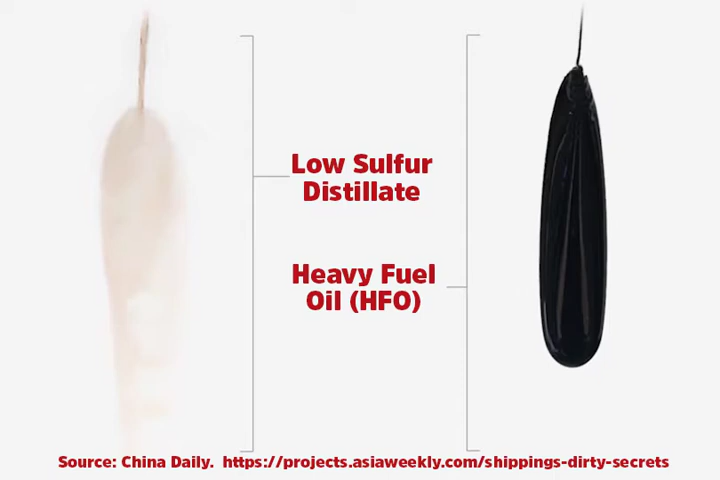 Low Sulfur
Distillate
Heavy Fuel
Oil (HFO)
Source: China Daily.  https://projects.asiaweekly.com/shippings-dirty-secrets